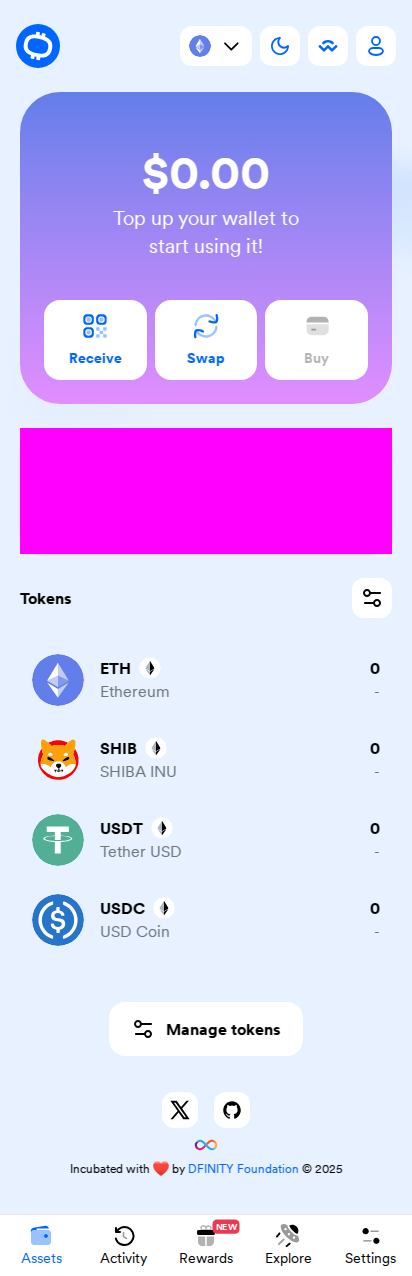 $0.00
Top up your wallet to
start using it!
Receive
Swap
Buy
Tokens
ETH
0
Ethereum
-
SHIB
0
SHIBA INU
-
USDT
0
Tether USD
-
USDC
0
USD Coin
-
Manage tokens
Incubated with ❤️ by DFINITY Foundation © 2025
NEW
Assets
Activity
Rewards
Explore
Settings